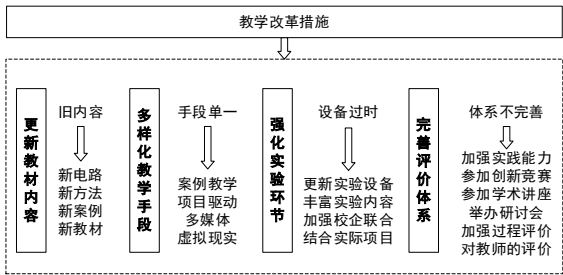 教学改革措施
更新教材内容
旧内容
新电路
新方法
新案例
新教材
多样化教学手段
手段单一
案例教学
项目驱动
多媒体
虚拟现实
强化实验环节
设备过时
更新实验设备
丰富实验内容
加强校企联合
结合实际项目
完善评价体系
体系不完善
加强实践能力
参加创新竞赛
参加学术讲座
举办研讨会
加强过程评价
对教师的评价